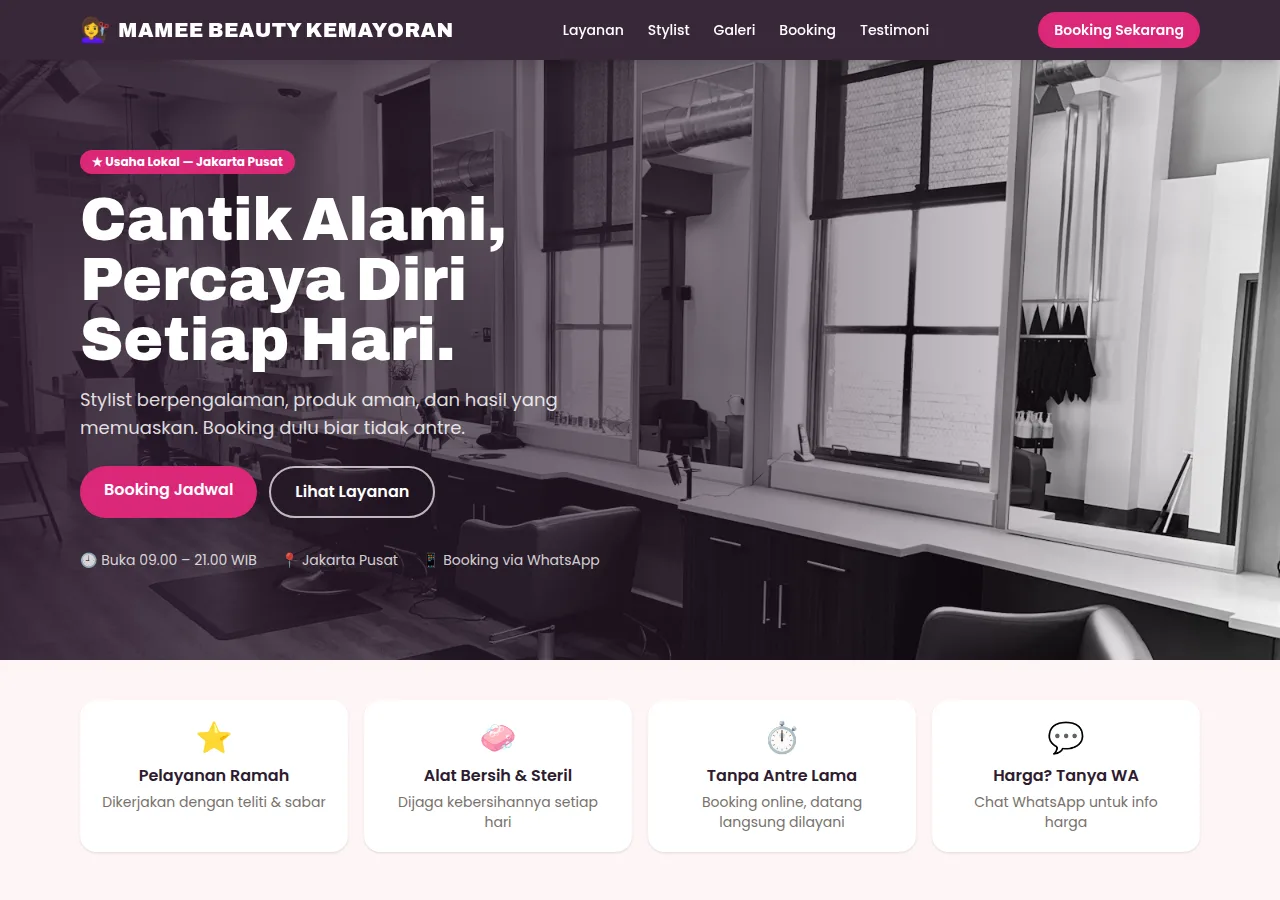 MAMEE BEAUTY KEMAYORAN
Layanan Stylist Galeri Booking Testimoni
Booking Sekarang
★ Usaha Lokal — Jakarta Pusat
Cantik Alami,
Percaya Diri
Setiap Hari.
Stylist berpengalaman, produk aman, dan hasil yang
memuaskan. Booking dulu biar tidak antre.
Booking Jadwal
Lihat Layanan
Buka 09.00 – 21.00 WIB
Jakarta Pusat
Booking via WhatsApp
Pelayanan Ramah
Dikerjakan dengan teliti & sabar
Alat Bersih & Steril
Dijaga kebersihannya setiap
hari
Tanpa Antre Lama
Booking online, datang
langsung dilayani
Harga? Tanya WA
Chat WhatsApp untuk info
harga